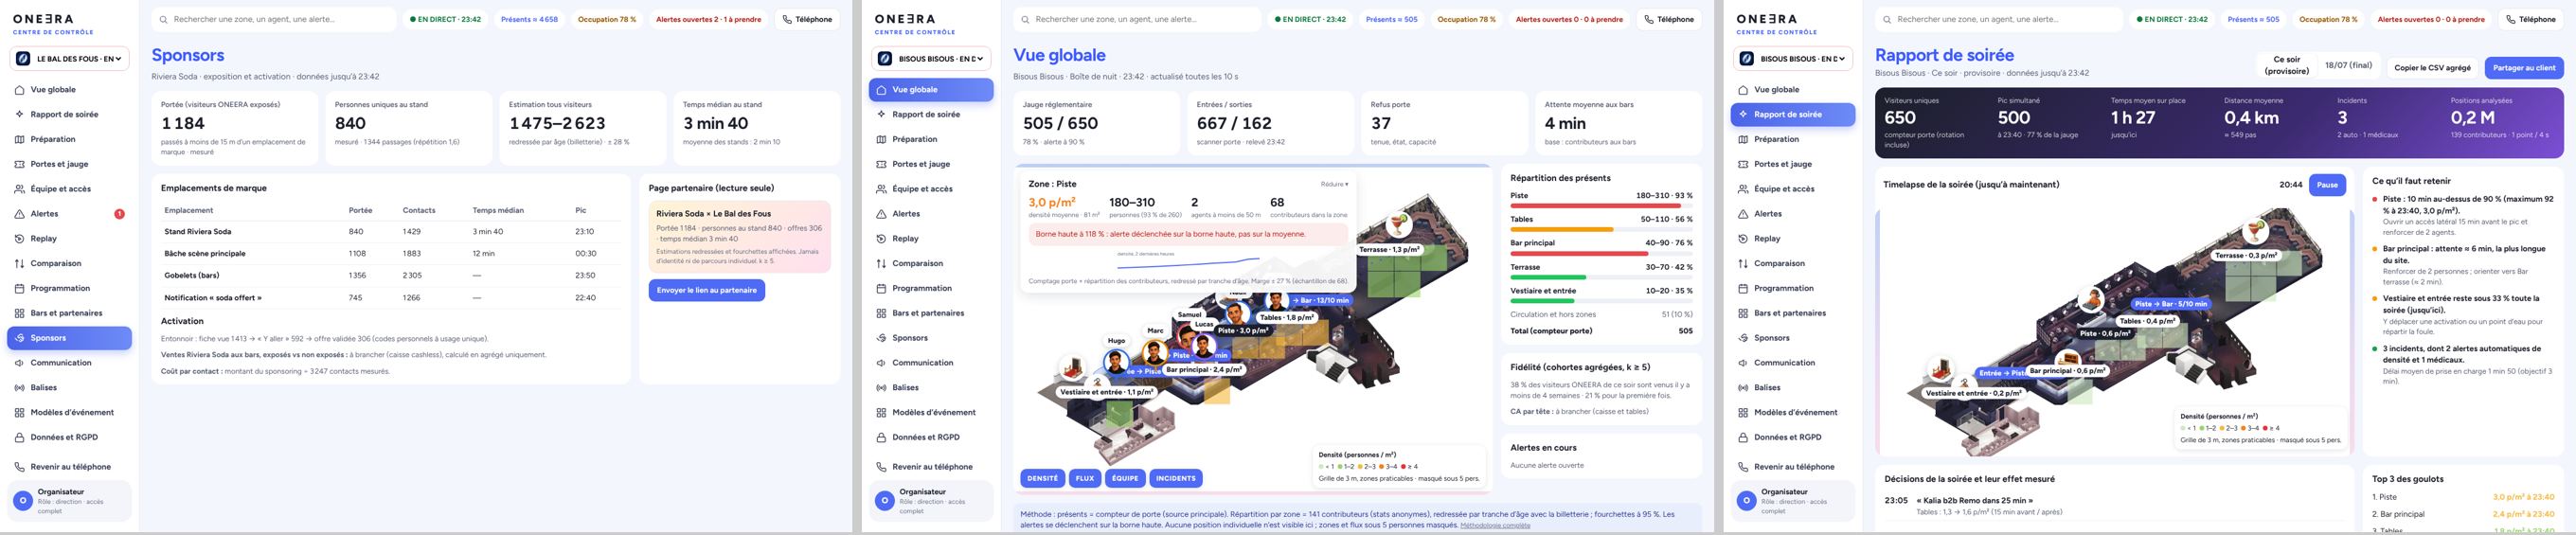 ONEERA
CENTRE DE CONTRÔLE
LE BAL DES FOUS · EN
Vue globale
Rapport de soirée
Préparation
Portes et jauge
Équipe et accès
Alertes
1
Replay
Comparaison
Programmation
Bars et partenaires
Sponsors
Communication
Balises
Modèles d'événement
Données et RGPD
Revenir au téléphone
O
Organisateur
Rôle : direction · accès
complet
Rechercher une zone, un agent, une alerte...
EN DIRECT · 23:42
Présents ≈ 4 658
Occupation 78 %
Alertes ouvertes 2 · 1 à prendre
Téléphone
Sponsors
Riviera Soda · exposition et activation · données jusqu'à 23:42
Portée (visiteurs ONEERA exposés)
1 184
passés à moins de 15 m d'un emplacement de
marque · mesuré
Personnes uniques au stand
840
mesuré · 1 344 passages (répétition 1,6)
Estimation tous visiteurs
1 475–2 623
redressée par âge (billetterie) · ± 28 %
Temps médian au stand
3 min 40
moyenne des stands : 2 min 10
Emplacements de marque
Emplacement Portée Contacts Temps médian Pic
Stand Riviera Soda 840 1 429 3 min 40 23:10
Bâche scène principale 1 108 1 883 12 min 00:30
Gobelets (bars) 1 356 2 305 — 23:50
Notification « soda offert » 745 1 266 — 22:40
Activation
Entonnoir : fiche vue 1 413 → « Y aller » 592 → offre validée 306 (codes personnels à usage unique).
Ventes Riviera Soda aux bars, exposés vs non exposés : à brancher (caisse cashless), calculé en agrégé uniquement.
Coût par contact : montant du sponsoring ÷ 3 247 contacts mesurés.
Page partenaire (lecture seule)
Riviera Soda × Le Bal des Fous
Portée 1 184 · personnes au stand 840 · offres 306
· temps médian 3 min 40
Estimations redressées et fourchettes affichées. Jamais
d'identité ni de parcours individuel. k ≥ 5
Envoyer le lien au partenaire
ONEERA
CENTRE DE CONTRÔLE
BISOUS BISOUS · EN D
Vue globale
Rapport de soirée
Préparation
Portes et jauge
Équipe et accès
Alertes
Replay
Comparaison
Programmation
Bars et partenaires
Sponsors
Communication
Balises
Modèles d'événement
Données et RGPD
Revenir au téléphone
O
Organisateur
Rôle : direction · accès
complet
Rechercher une zone, un agent, une alerte...
EN DIRECT · 23:42
Présents ≈ 505
Occupation 78 %
Alertes ouvertes 0 · 0 à prendre
Téléphone
Vue globale
Bisous Bisous · Boîte de nuit · 23:42 · actualisé toutes les 10 s
Jauge réglementaire
505 / 650
78 % · alerte à 90 %
Entrées / sorties
667 / 162
scanner porte · relevé 23:42
Refus porte
37
tenue, état, capacité
Attente moyenne aux bars
4 min
base : contributeurs aux bars
Zone : Piste
Réduire ▾
3,0 p/m²
densité moyenne · 81 m²
180–310
personnes (93 % de 260)
2
agents à moins de 50 m
68
contributeurs dans la zone
Borne haute à 118 % : alerte déclenchée sur la borne haute, pas sur la moyenne.
densité, 2 dernières heures
Comptage porte × répartition des contributeurs, redressé par tranche d'âge. Marge ± 27 % (échantillon de 68).
Terrasse · 1,3 p/m²
→ Bar · 13/10 min
Samuel
Tables · 1,8 p/m²
Lucas
Marc
Piste · 3,0 p/m²
Hugo
Piste
min
Bar principal · 2,4 p/m²
Vestiaire et entrée · 1,1 p/m²
DENSITÉ
FLUX
ÉQUIPE
INCIDENTS
Densité (personnes / m²)
< 1 1–2 2–3 3–4 ≥ 4
Grille de 3 m, zones praticables · masqué sous 5 pers.
Répartition des présents
Piste 180–310 · 93 %
Tables 50–110 · 56 %
Bar principal 40–90 · 76 %
Terrasse 30–70 · 42 %
Vestiaire et entrée 10–20 · 35 %
Circulation et hors zones 51 (10 %)
Total (compteur porte) 505
Fidélité (cohortes agrégées, k ≥ 5)
38 % des visiteurs ONEERA de ce soir sont venus il y a
moins de 4 semaines · 21 % pour la première fois.
CA par tête : à brancher (caisse et tables)
Alertes en cours
Aucune alerte ouverte
Méthode : présents = compteur de porte (source principale). Répartition par zone = 141 contributeurs (stats anonymes), redressée par tranche d'âge avec la billetterie ; fourchettes à 95 %. Les
alertes se déclenchent sur la borne haute. Aucune position individuelle n'est visible ici ; zones et flux sous 5 personnes masqués. Méthodologie complète
ONEERA
CENTRE DE CONTRÔLE
BISOUS BISOUS · EN D
Vue globale
Rapport de soirée
Préparation
Portes et jauge
Équipe et accès
Alertes
Replay
Comparaison
Programmation
Bars et partenaires
Sponsors
Communication
Balises
Modèles d'événement
Données et RGPD
Revenir au téléphone
O
Organisateur
Rôle : direction · accès
complet
Rechercher une zone, un agent, une alerte...
EN DIRECT · 23:42
Présents ≈ 505
Occupation 78 %
Alertes ouvertes 0 · 0 à prendre
Téléphone
Rapport de soirée
Bisous Bisous · Ce soir · provisoire · données jusqu'à 23:42
Ce soir
(provisoire)
18/07 (final)
Copier le CSV agrégé
Partager au client
Visiteurs uniques
650
compteur porte (rotation
incluse)
Pic simultané
500
à 23:40 · 77 % de la jauge
Temps moyen sur place
1 h 27
jusqu'ici
Distance moyenne
0,4 km
≈ 549 pas
Incidents
3
2 auto · 1 médicaux
Positions analysées
0,2 M
139 contributeurs · 1 point / 4 s
Timelapse de la soirée (jusqu'à maintenant)
20:44
Pause
Terrasse · 0,3 p/m²
Piste → Bar · 5/10 min
Tables · 0,4 p/m²
Piste · 0,6 p/m²
Entrée → Piste
Bar principal · 0,6 p/m²
Vestiaire et entrée · 0,2 p/m²
Densité (personnes / m²)
< 1 1–2 2–3 3–4 ≥ 4
Grille de 3 m, zones praticables · masqué sous 5 pers.
Ce qu'il faut retenir
Piste : 10 min au-dessus de 90 % (maximum 92
% à 23:40, 3,0 p/m²).
Ouvrir un accès latéral 15 min avant le pic et
renforcer de 2 agents.
Bar principal : attente ≈ 6 min, la plus longue
du site.
Renforcer de 2 personnes ; orienter vers Bar
terrasse (≈ 2 min).
Vestiaire et entrée reste sous 33 % toute la
soirée (jusqu'ici).
Y déplacer une activation ou un point d'eau pour
répartir la foule.
3 incidents, dont 2 alertes automatiques de
densité et 1 médicaux.
Délai moyen de prise en charge 1 min 50 (objectif 3
min).
Décisions de la soirée et leur effet mesuré
23:05 « Kalia b2b Remo dans 25 min »
Tables : 1,3 → 1,6 p/m² (15 min avant / après)
Top 3 des goulots
1. Piste 3,0 p/m² à 23:40
2. Bar principal 2,4 p/m² à 23:40
3. Tables 1,8 p/m² à 23:40